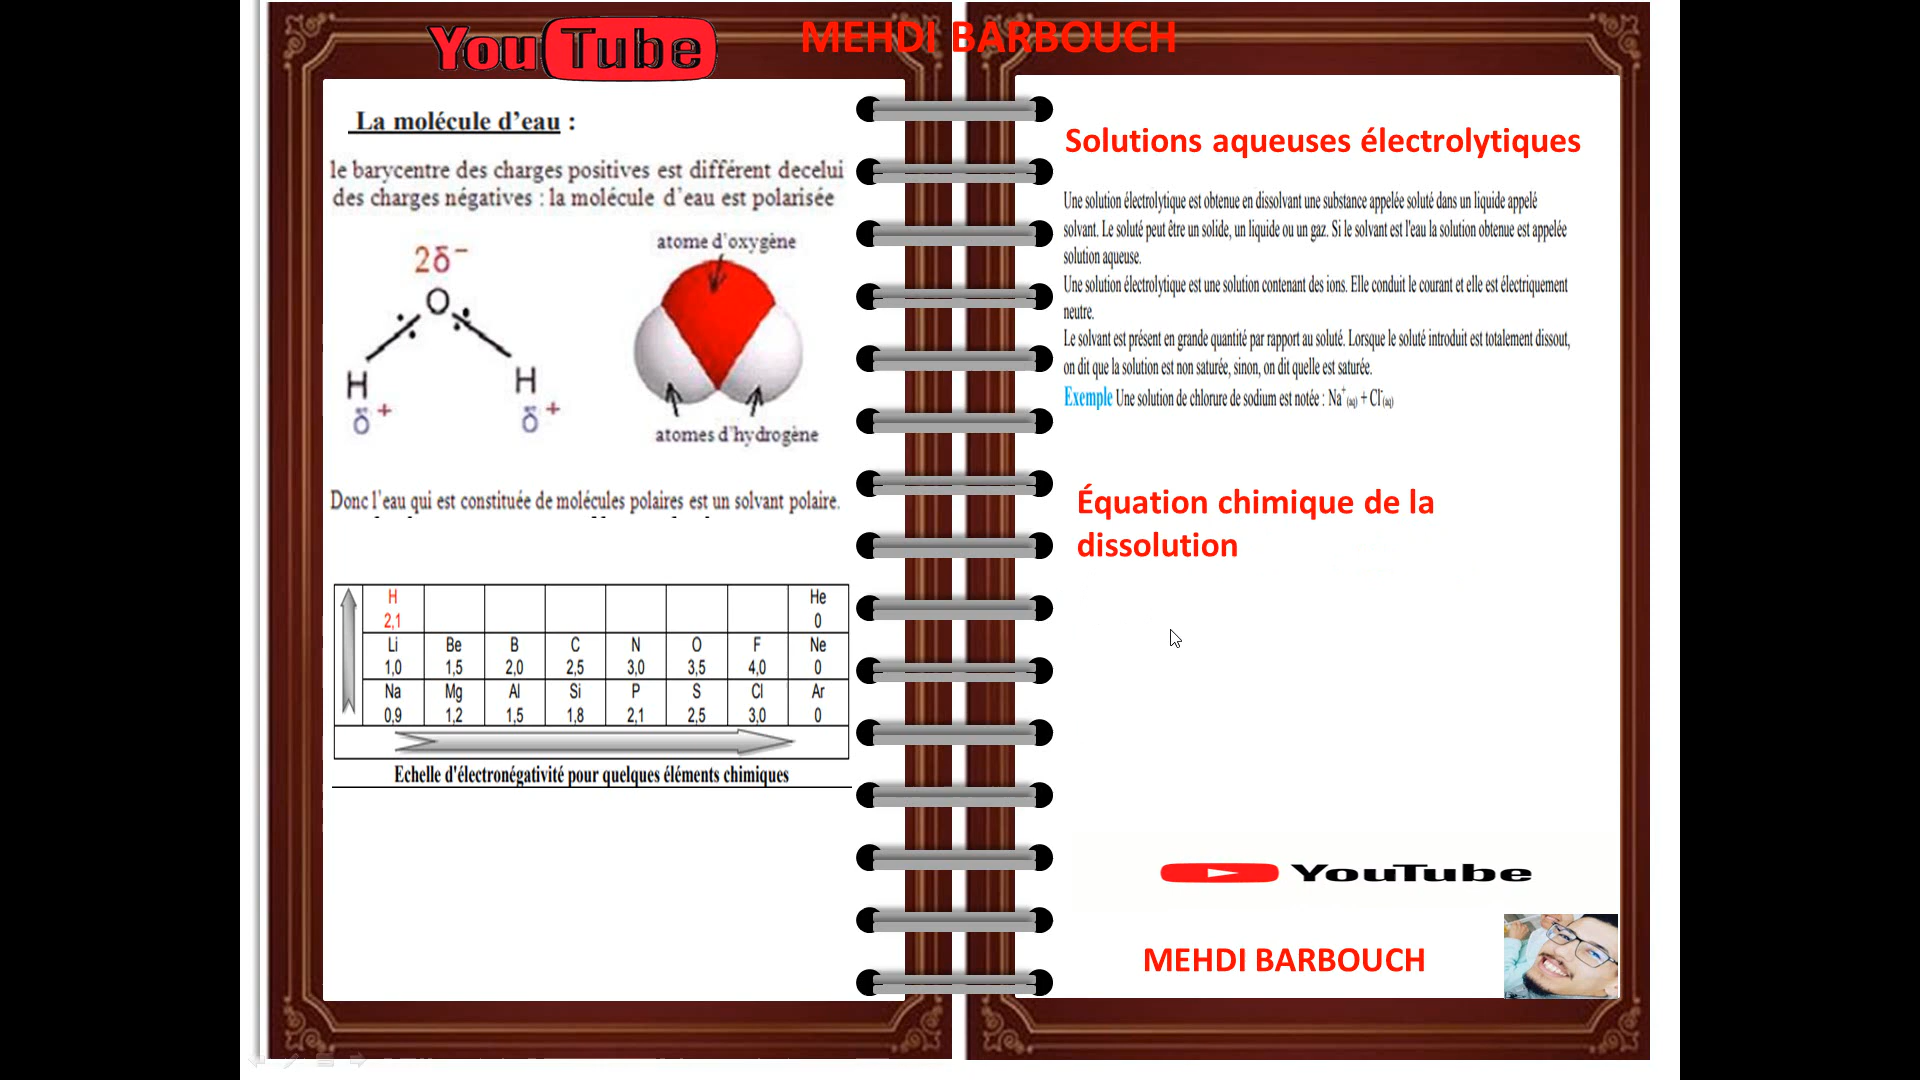 YouTube
MEHDI BARBOUCH
La molécule d'eau :
le barycentre des charges positives est différent decelui
des charges négatives : la molécule d'eau est polarisée
2δ⁻
O
H
H
δ⁺
δ⁺
atome d'oxygène
atomes d'hydrogène
Donc l'eau qui est constituée de molécules polaires est un solvant polaire.
H He
2,1 0
Li Be B C N O F Ne
1,0 1,5 2,0 2,5 3,0 3,5 4,0 0
Na Mg Al Si P S Cl Ar
0,9 1,2 1,5 1,8 2,1 2,5 3,0 0
Echelle d'électronégativité pour quelques éléments chimiques
Solutions aqueuses électrolytiques
Une solution électrolytique est obtenue en dissolvant une substance appelée soluté dans un liquide appelé
solvant. Le soluté peut être un solide, un liquide ou un gaz. Si le solvant est l'eau la solution obtenue est appelée
solution aqueuse.
Une solution électrolytique est une solution contenant des ions. Elle conduit le courant et elle est électriquement
neutre.
Le solvant est présent en grande quantité par rapport au soluté. Lorsque le soluté introduit est totalement dissout,
on dit que la solution est non saturée, sinon, on dit quelle est saturée.
Exemple Une solution de chlorure de sodium est notée : Na⁺(aq) + Cl⁻(aq)
Équation chimique de la
dissolution
YouTube
MEHDI BARBOUCH